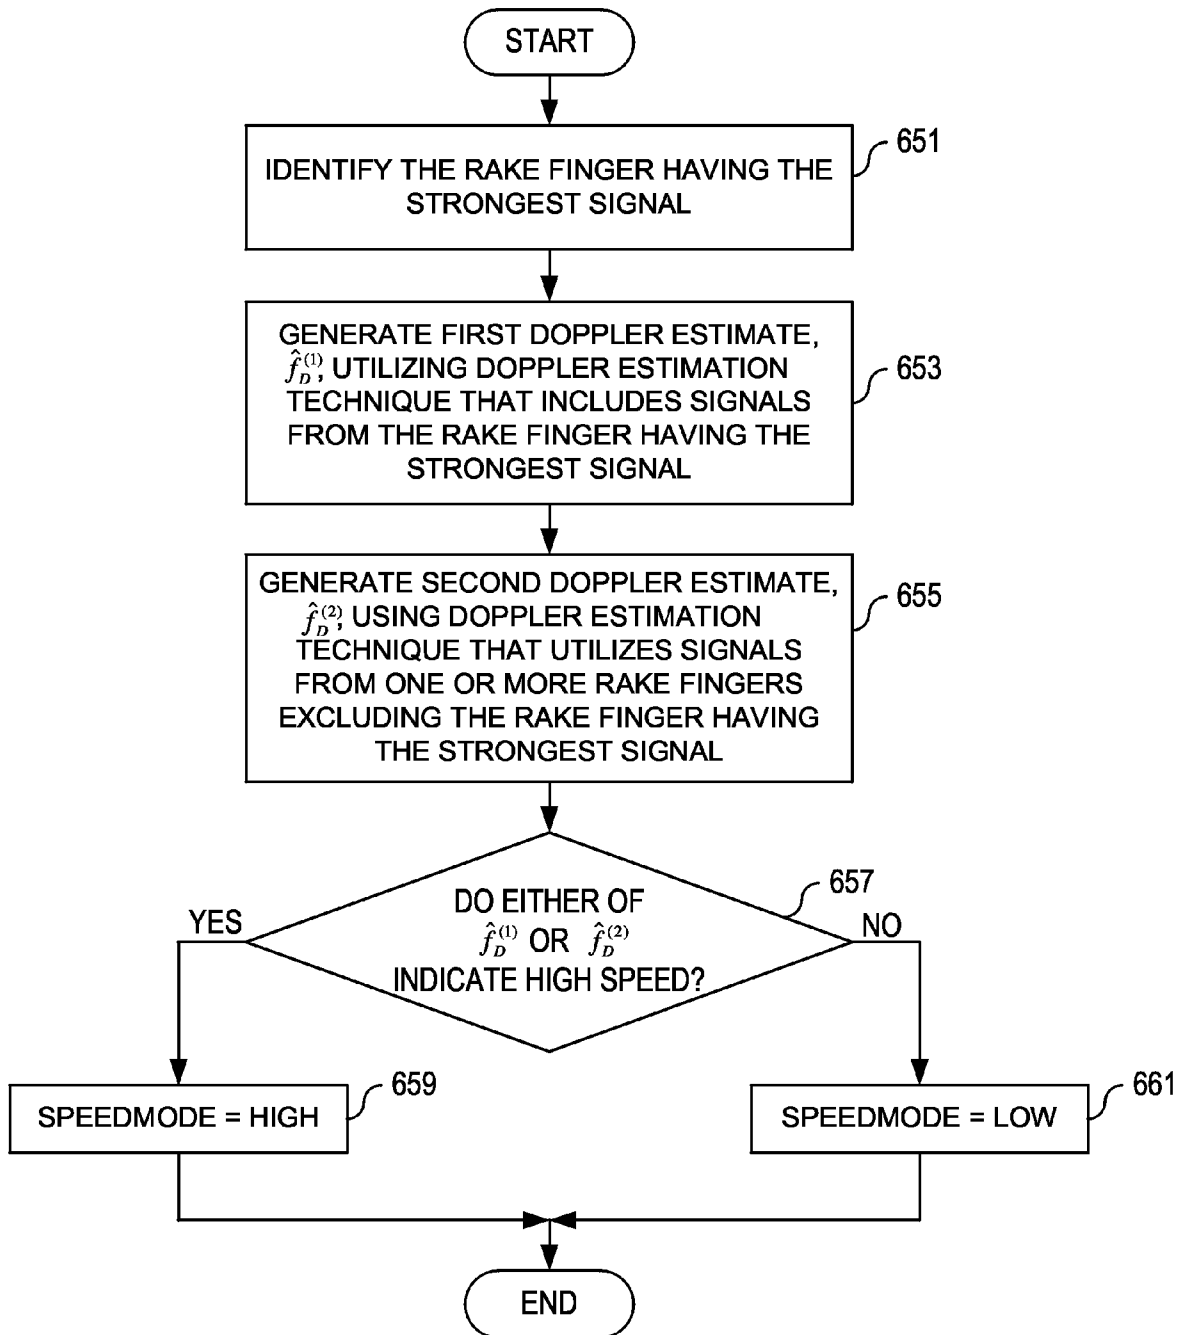 START
IDENTIFY THE RAKE FINGER HAVING THE
STRONGEST SIGNAL
651
GENERATE FIRST DOPPLER ESTIMATE,
f̂_D^(1), UTILIZING DOPPLER ESTIMATION
TECHNIQUE THAT INCLUDES SIGNALS
FROM THE RAKE FINGER HAVING THE
STRONGEST SIGNAL
653
GENERATE SECOND DOPPLER ESTIMATE,
f̂_D^(2), USING DOPPLER ESTIMATION
TECHNIQUE THAT UTILIZES SIGNALS
FROM ONE OR MORE RAKE FINGERS
EXCLUDING THE RAKE FINGER HAVING
THE STRONGEST SIGNAL
655
DO EITHER OF
f̂_D^(1) OR f̂_D^(2)
INDICATE HIGH SPEED?
657
YES
NO
SPEEDMODE = HIGH
659
SPEEDMODE = LOW
661
END